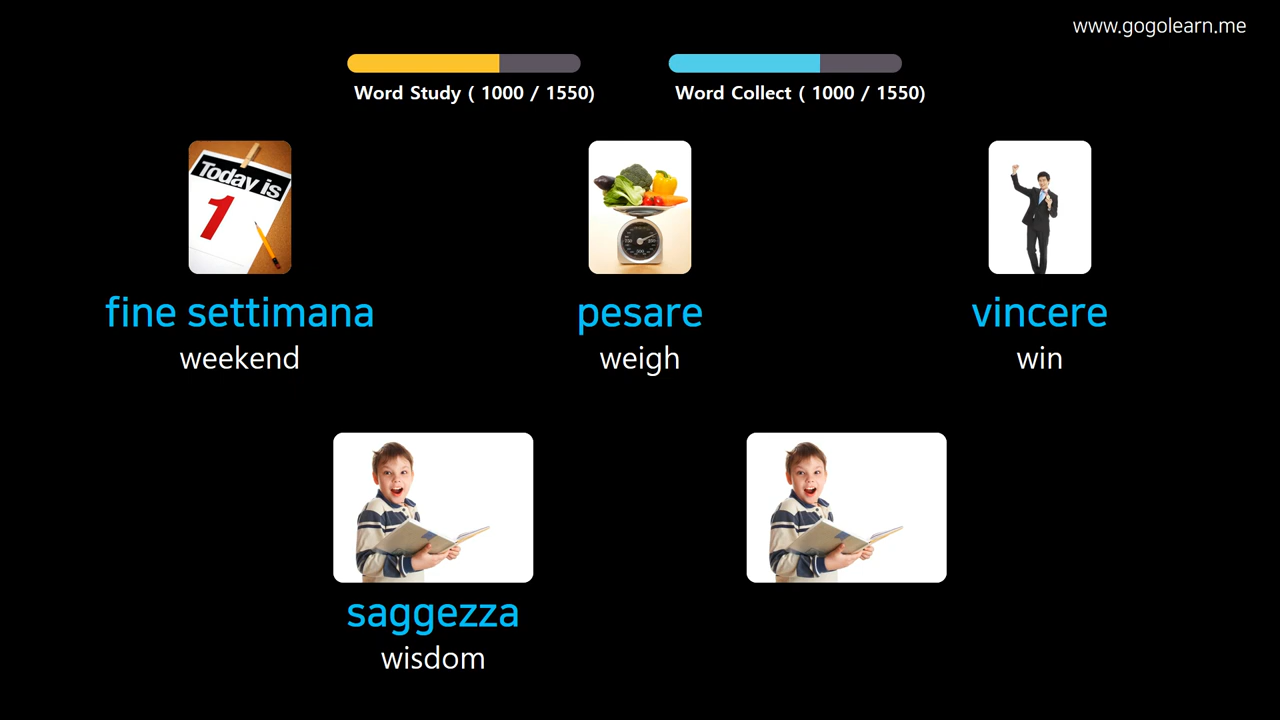 www.gogolearn.me
Word Study ( 1000 / 1550)
Word Collect ( 1000 / 1550)
Today is
1
fine settimana
weekend
pesare
weigh
vincere
win
saggezza
wisdom